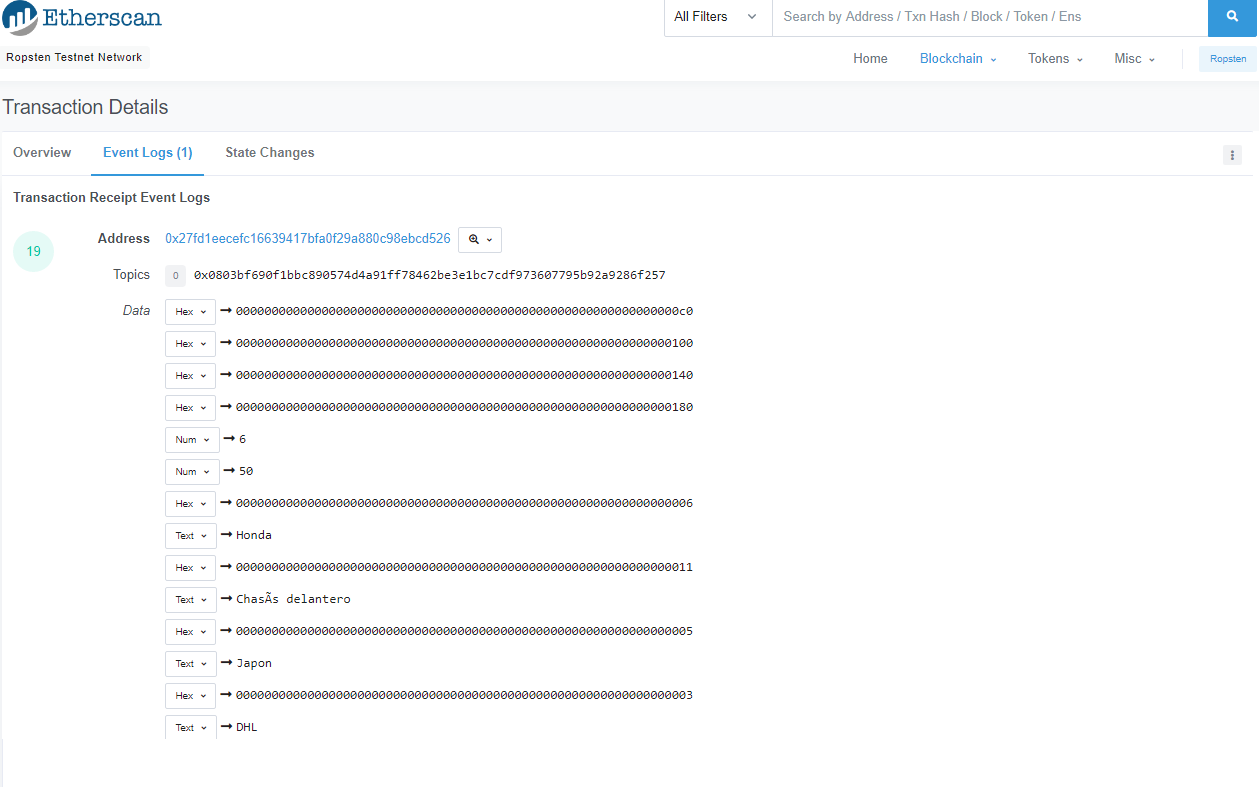 Etherscan
All Filters
Search by Address / Txn Hash / Block / Token / Ens
Ropsten Testnet Network
Home Blockchain Tokens Misc Ropsten
Transaction Details
Overview Event Logs (1) State Changes
Transaction Receipt Event Logs
19
Address 0x27fd1eecefc16639417bfa0f29a880c98ebcd526
Topics 0 0x0803bf690f1bbc890574d4a91ff78462be3e1bc7cdf973607795b92a9286f257
Data Hex → 00000000000000000000000000000000000000000000000000000000000000c0
Hex → 0000000000000000000000000000000000000000000000000000000000000100
Hex → 0000000000000000000000000000000000000000000000000000000000000140
Hex → 0000000000000000000000000000000000000000000000000000000000000180
Num → 6
Num → 50
Hex → 0000000000000000000000000000000000000000000000000000000000000006
Text → Honda
Hex → 0000000000000000000000000000000000000000000000000000000000000011
Text → ChasÃs delantero
Hex → 0000000000000000000000000000000000000000000000000000000000000005
Text → Japon
Hex → 0000000000000000000000000000000000000000000000000000000000000003
Text → DHL